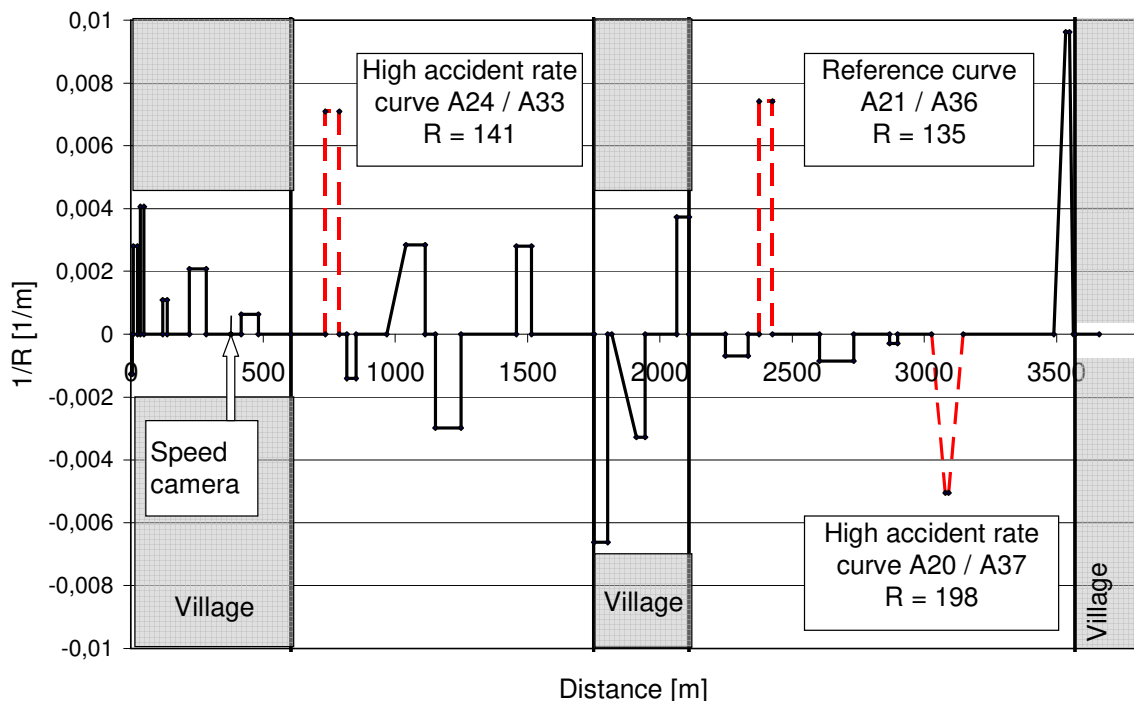 0,01
0,008
0,006
0,004
0,002
0
-0,002
-0,004
-0,006
-0,008
-0,01
1/R [1/m]
High accident rate
curve A24 / A33
R = 141
Reference curve
A21 / A36
R = 135
0
500
1000
1500
2000
2500
3000
3500
Speed
camera
High accident rate
curve A20 / A37
R = 198
Village
Village
Village
Distance [m]